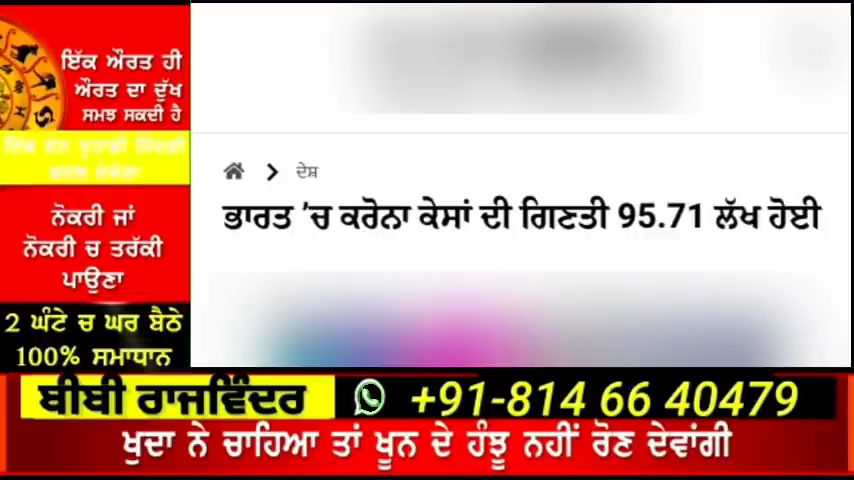 ਇੱਕ ਔਰਤ ਹੀ
ਔਰਤ ਦਾ ਦੁੱਖ
ਸਮਝ ਸਕਦੀ ਹੈ
ਨੋਕਰੀ ਜਾਂ
ਨੋਕਰੀ ਚ ਤਰੱਕੀ
ਪਾਉਣਾ
2 ਘੰਟੇ ਚ ਘਰ ਬੈਠੇ
100% ਸਮਾਧਾਨ
ਦੇਸ਼
ਭਾਰਤ ’ਚ ਕਰੋਨਾ ਕੇਸਾਂ ਦੀ ਗਿਣਤੀ 95.71 ਲੱਖ ਹੋਈ
ਬੀਬੀ ਰਾਜਵਿੰਦਰ +91-814 66 40479
ਖੁਦਾ ਨੇ ਚਾਹਿਆ ਤਾਂ ਖੂਨ ਦੇ ਹੰਝੂ ਨਹੀਂ ਰੋਣ ਦੇਵਾਂਗੀ